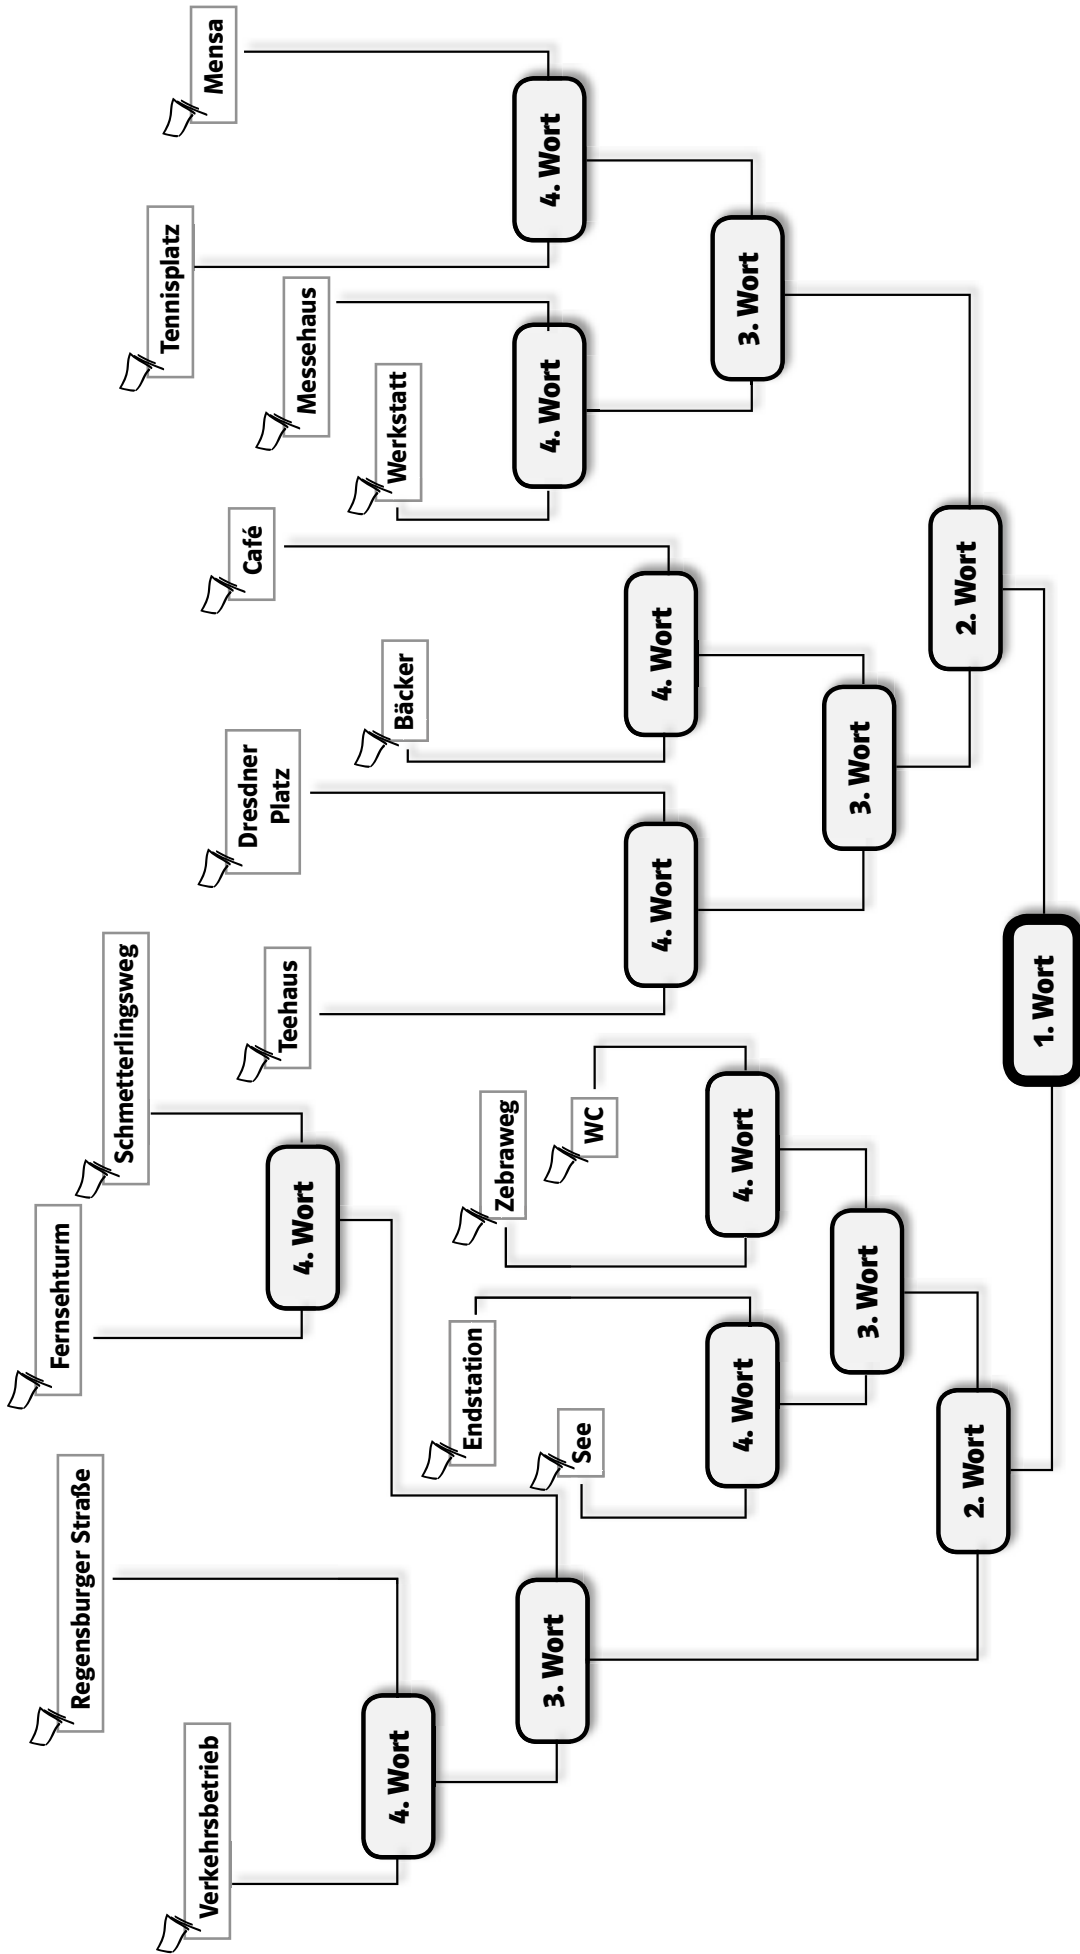 Verkehrsbetrieb
Regensburger Straße
Fernsehturm
Schmetterlingsweg
See
Endstation
Zebraweg
WC
Teehaus
Dresdner
Platz
Bäcker
Café
Werkstatt
Messehaus
Tennisplatz
Mensa
4. Wort
4. Wort
4. Wort
4. Wort
4. Wort
4. Wort
4. Wort
4. Wort
3. Wort
3. Wort
3. Wort
3. Wort
2. Wort
2. Wort
1. Wort